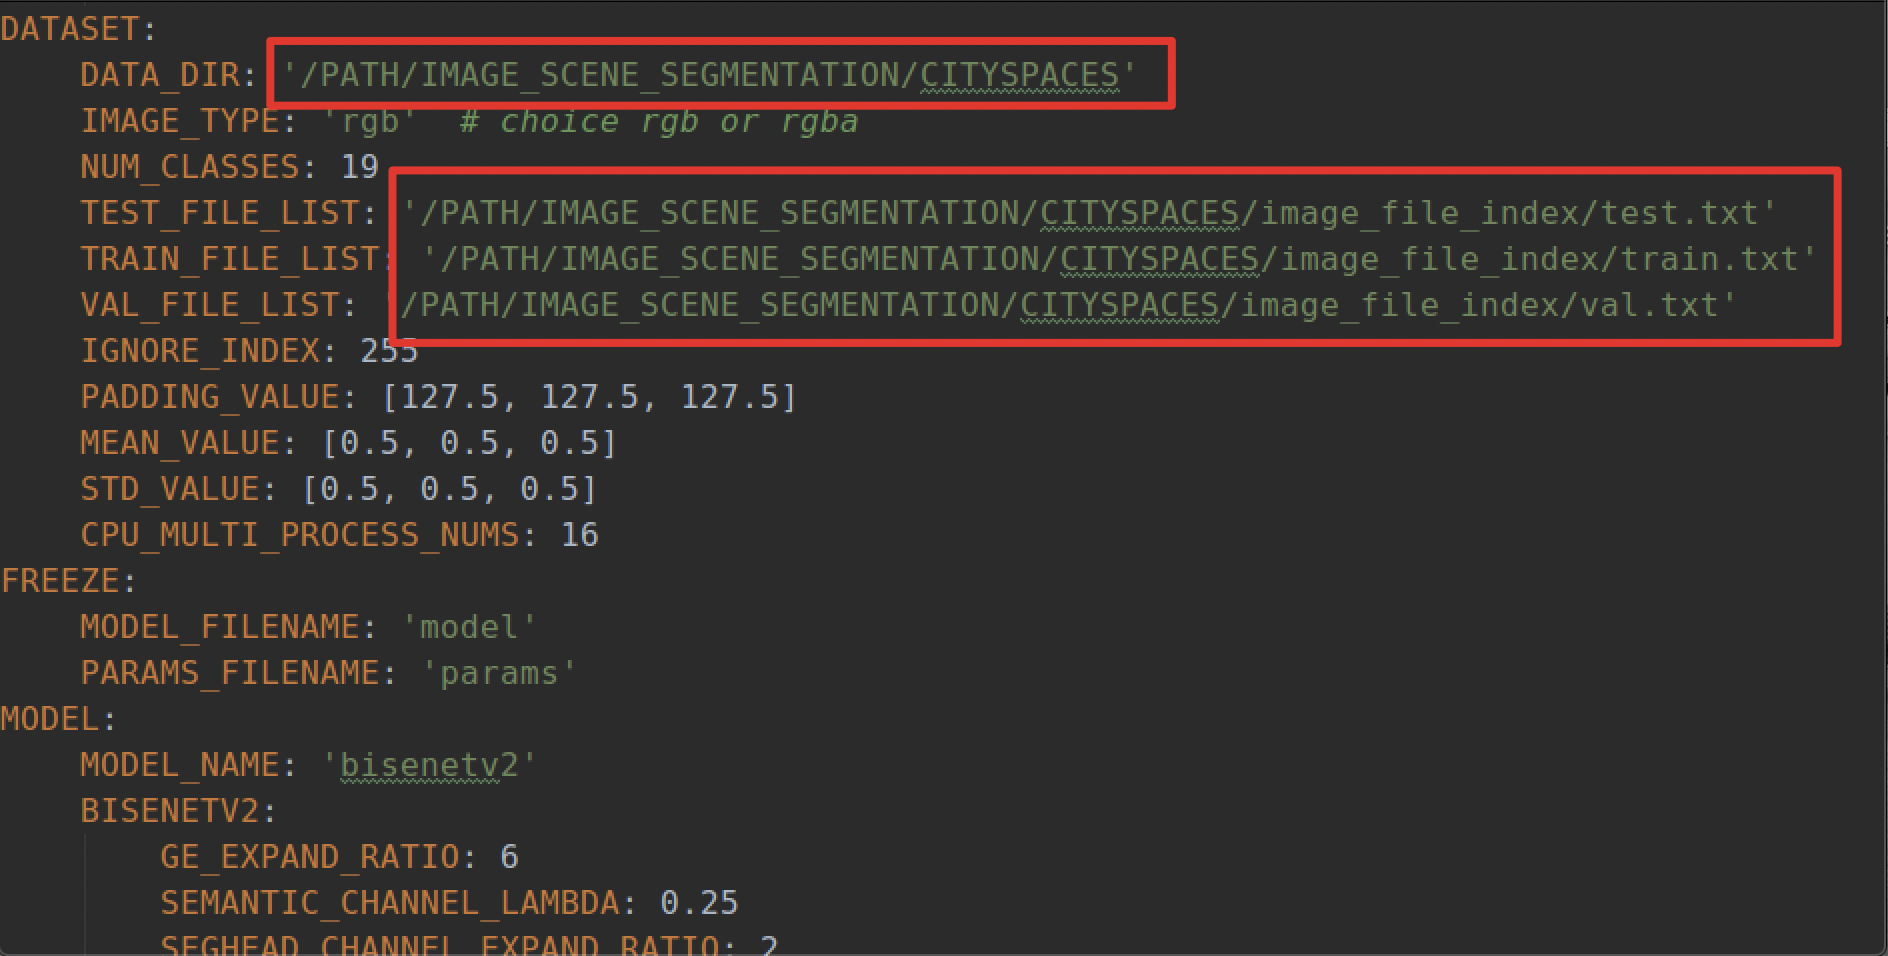 DATASET:
DATA_DIR: '/PATH/IMAGE_SCENE_SEGMENTATION/CITYSPACES'
IMAGE_TYPE: 'rgb'  # choice rgb or rgba
NUM_CLASSES: 19
TEST_FILE_LIST: '/PATH/IMAGE_SCENE_SEGMENTATION/CITYSPACES/image_file_index/test.txt'
TRAIN_FILE_LIST: '/PATH/IMAGE_SCENE_SEGMENTATION/CITYSPACES/image_file_index/train.txt'
VAL_FILE_LIST: '/PATH/IMAGE_SCENE_SEGMENTATION/CITYSPACES/image_file_index/val.txt'
IGNORE_INDEX: 255
PADDING_VALUE: [127.5, 127.5, 127.5]
MEAN_VALUE: [0.5, 0.5, 0.5]
STD_VALUE: [0.5, 0.5, 0.5]
CPU_MULTI_PROCESS_NUMS: 16
FREEZE:
MODEL_FILENAME: 'model'
PARAMS_FILENAME: 'params'
MODEL:
MODEL_NAME: 'bisenetv2'
BISENETV2:
GE_EXPAND_RATIO: 6
SEMANTIC_CHANNEL_LAMBDA: 0.25
SEGHEAD_CHANNEL_EXPAND_RATIO: 2